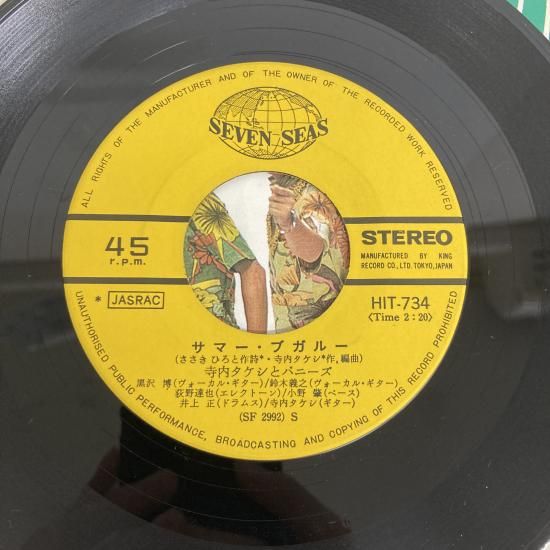 ALL RIGHTS OF THE MANUFACTURER AND OF THE OWNER OF THE RECORDED WORK RESERVED
SEVEN SEAS
45
r.p.m.
STEREO
MANUFACTURED BY KING
RECORD CO., LTD. TOKYO, JAPAN
* JASRAC
HIT-734
〈Time 2：20〉
サマー・ブガルー
(ささき ひろと作詩*・寺内タケシ*作,編曲)
寺内タケシとバニーズ
黒沢 博(ヴォーカル・ギター)/鈴木義之(ヴォーカル・ギター)
荻野達也(エレクトーン)/小野 肇(ベース)
井上 正(ドラムス)/寺内タケシ(ギター)
(SF 2992) S
UNAUTHORISED PUBLIC PERFORMANCE, BROADCASTING AND COPYING OF THIS RECORD PROHIBITED